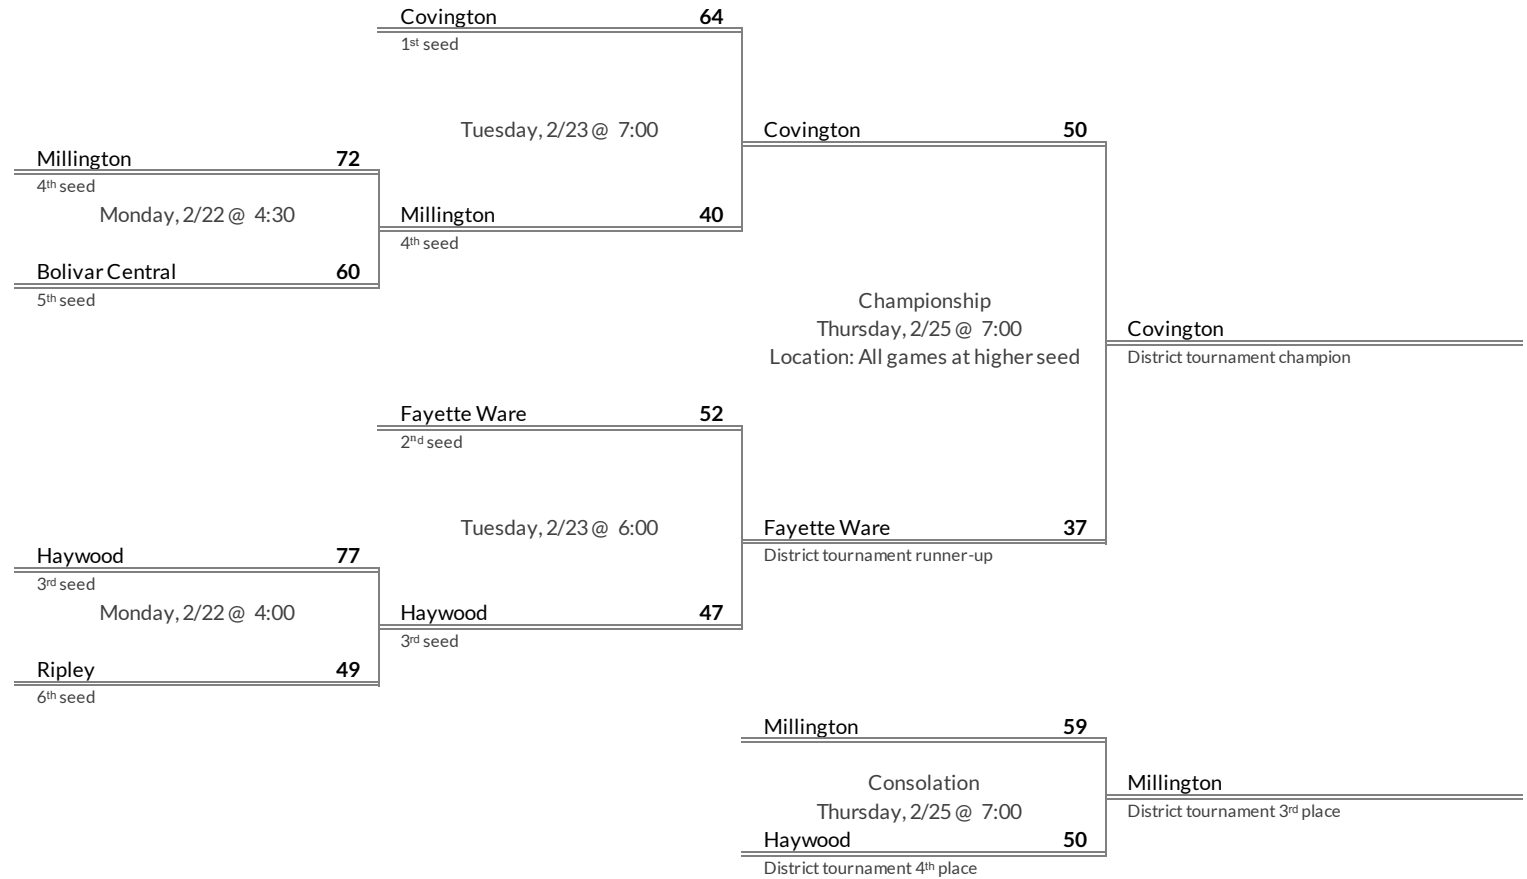 Covington 64
1st seed
Tuesday, 2/23 @ 7:00
Covington 50
Millington 72
4th seed
Monday, 2/22 @ 4:30
Millington 40
4th seed
Bolivar Central 60
5th seed
Championship
Thursday, 2/25 @ 7:00
Location: All games at higher seed
Covington
District tournament champion
Fayette Ware 52
2nd seed
Tuesday, 2/23 @ 6:00
Fayette Ware 37
District tournament runner-up
Haywood 77
3rd seed
Monday, 2/22 @ 4:00
Haywood 47
3rd seed
Ripley 49
6th seed
Millington 59
Consolation
Thursday, 2/25 @ 7:00
Millington
District tournament 3rd place
Haywood 50
District tournament 4th place